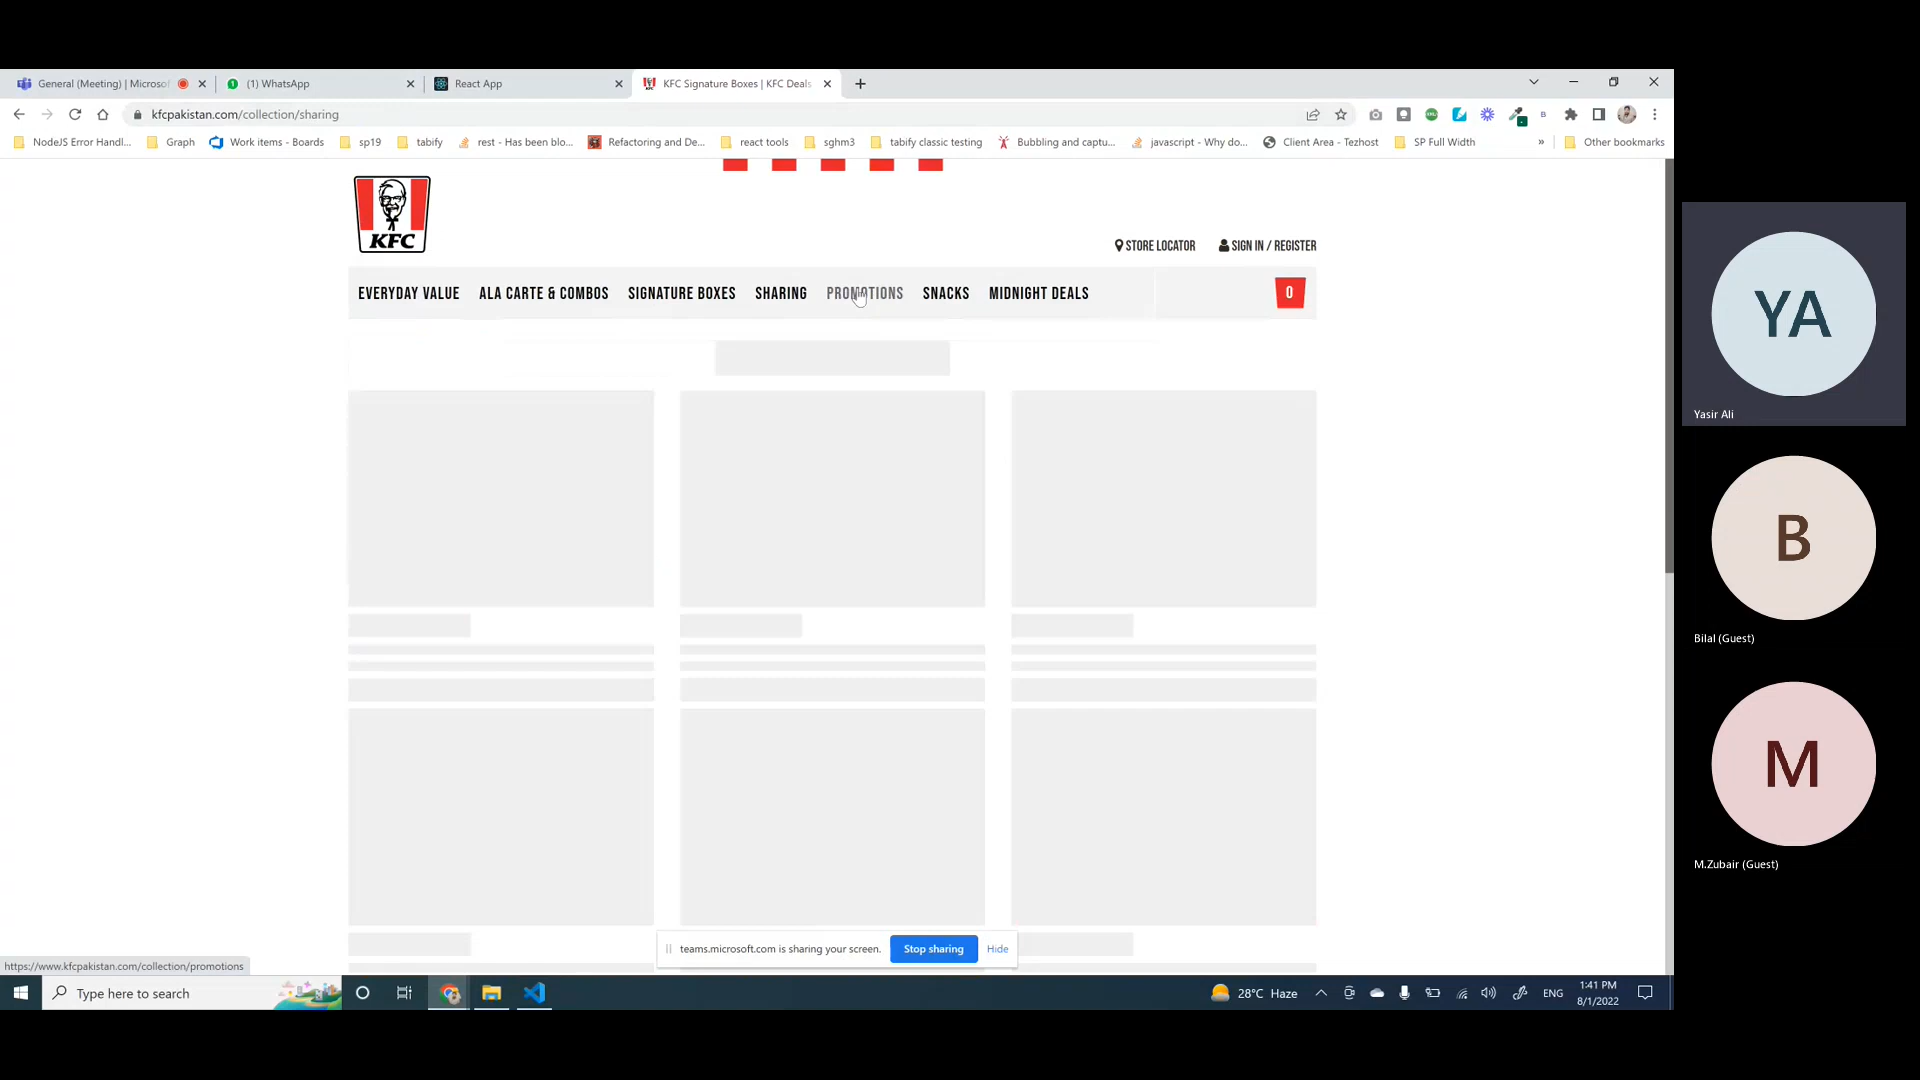 General (Meeting) | Microso
(1) WhatsApp
React App
KFC Signature Boxes | KFC Deals
kfcpakistan.com/collection/sharing
NodeJS Error Handl...
Graph
Work items - Boards
sp19
tabify
rest - Has been blo...
Refactoring and De...
react tools
sghm3
tabify classic testing
Bubbling and captu...
javascript - Why do...
Client Area - Tezhost
SP Full Width
»
Other bookmarks
KFC
STORE LOCATOR
SIGN IN / REGISTER
EVERYDAY VALUE
ALA CARTE & COMBOS
SIGNATURE BOXES
SHARING
PROMOTIONS
SNACKS
MIDNIGHT DEALS
0
YA
Yasir Ali
B
Bilal (Guest)
M
M.Zubair (Guest)
teams.microsoft.com is sharing your screen.
Stop sharing
Hide
https://www.kfcpakistan.com/collection/promotions
Type here to search
28°C Haze
ENG
1:41 PM
8/1/2022